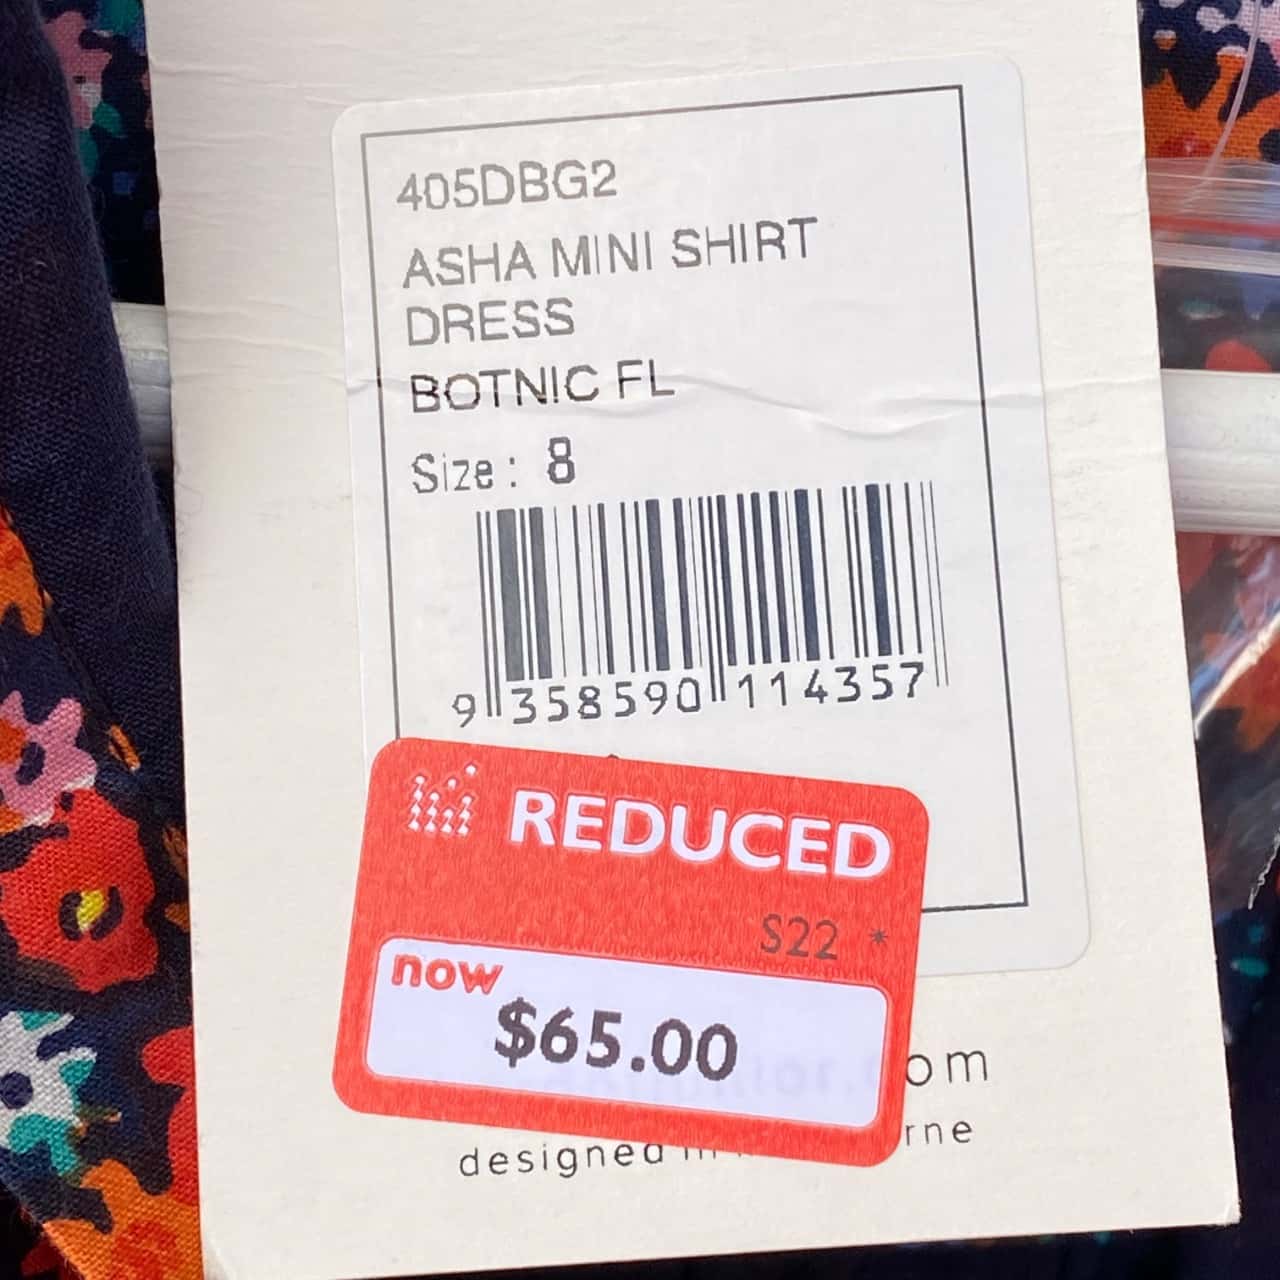 405DBG2
ASHA MINI SHIRT
DRESS
BOTNIC FL
Size: 8
9 358590 114357
REDUCED
S22 *
now
$65.00
om
designed
rne